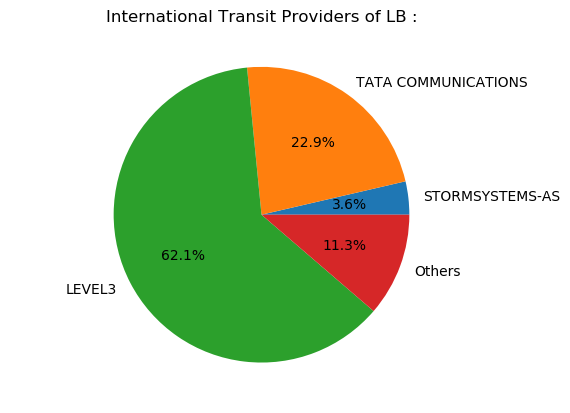 International Transit Providers of LB :
TATA COMMUNICATIONS
22.9%
STORMSYSTEMS-AS
3.6%
11.3%
62.1%
Others
LEVEL3